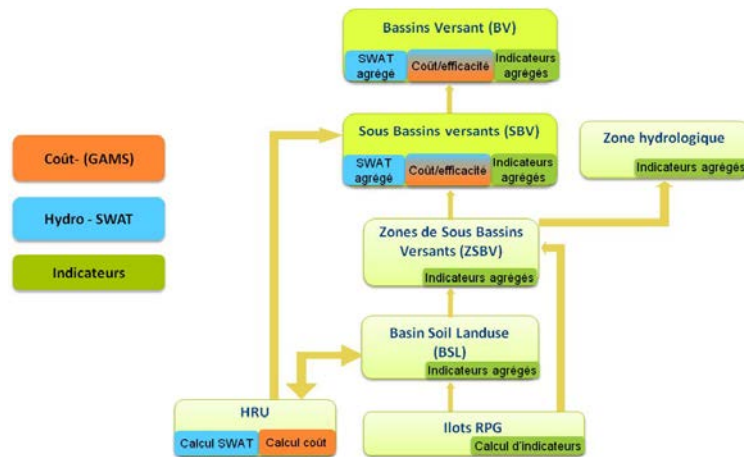 Bassins Versant (BV)
SWAT
agrégé
Coût/efficacité
Indicateurs
agrégés
Sous Bassins versants (SBV)
SWAT
agrégé
Coût/efficacité
Indicateurs
agrégés
Zone hydrologique
Indicateurs agrégés
Coût- (GAMS)
Hydro - SWAT
Indicateurs
Zones de Sous Bassins
Versants (ZSBV)
Indicateurs agrégés
Basin Soil Landuse
(BSL)
Indicateurs agrégés
HRU
Calcul SWAT
Calcul coût
Ilots RPG
Calcul d'indicateurs